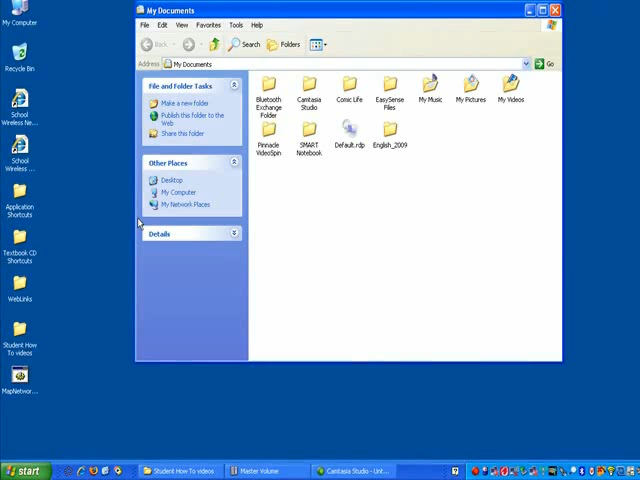 My Documents
File Edit View Favorites Tools Help
Back Search Folders
Address My Documents Go
File and Folder Tasks
Make a new folder
Publish this folder to the
Web
Share this folder
Other Places
Desktop
My Computer
My Network Places
Details
Bluetooth
Exchange
Folder
Camtasia
Studio
Comic Life
EasySense
Files
My Music
My Pictures
My Videos
Pinnacle
VideoSpin
SMART
Notebook
Default.rdp
English_2009
My Computer
Recycle Bin
School
Wireless Ne...
School
Wireless ...
Application
Shortcuts
Textbook CD
Shortcuts
WebLinks
Student How
To videos
MapNetwor...
start
Student How To videos
Master Volume
Camtasia Studio - Unt...